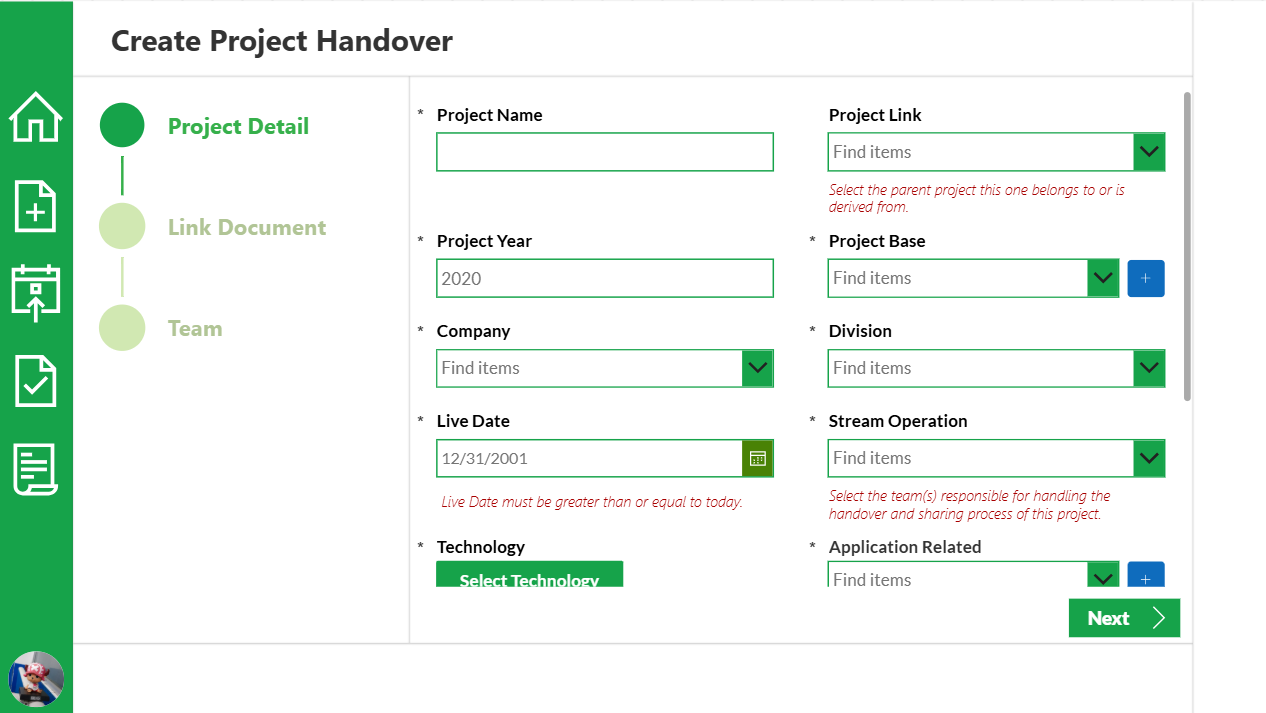 Create Project Handover
Project Detail
Link Document
Team
* Project Name
Project Link
Find items
Select the parent project this one belongs to or is
derived from.
* Project Year
2020
* Project Base
Find items
* Company
Find items
* Division
Find items
* Live Date
12/31/2001
Live Date must be greater than or equal to today.
* Stream Operation
Find items
Select the team(s) responsible for handling the
handover and sharing process of this project.
* Technology
Select Technology
* Application Related
Find items
Next